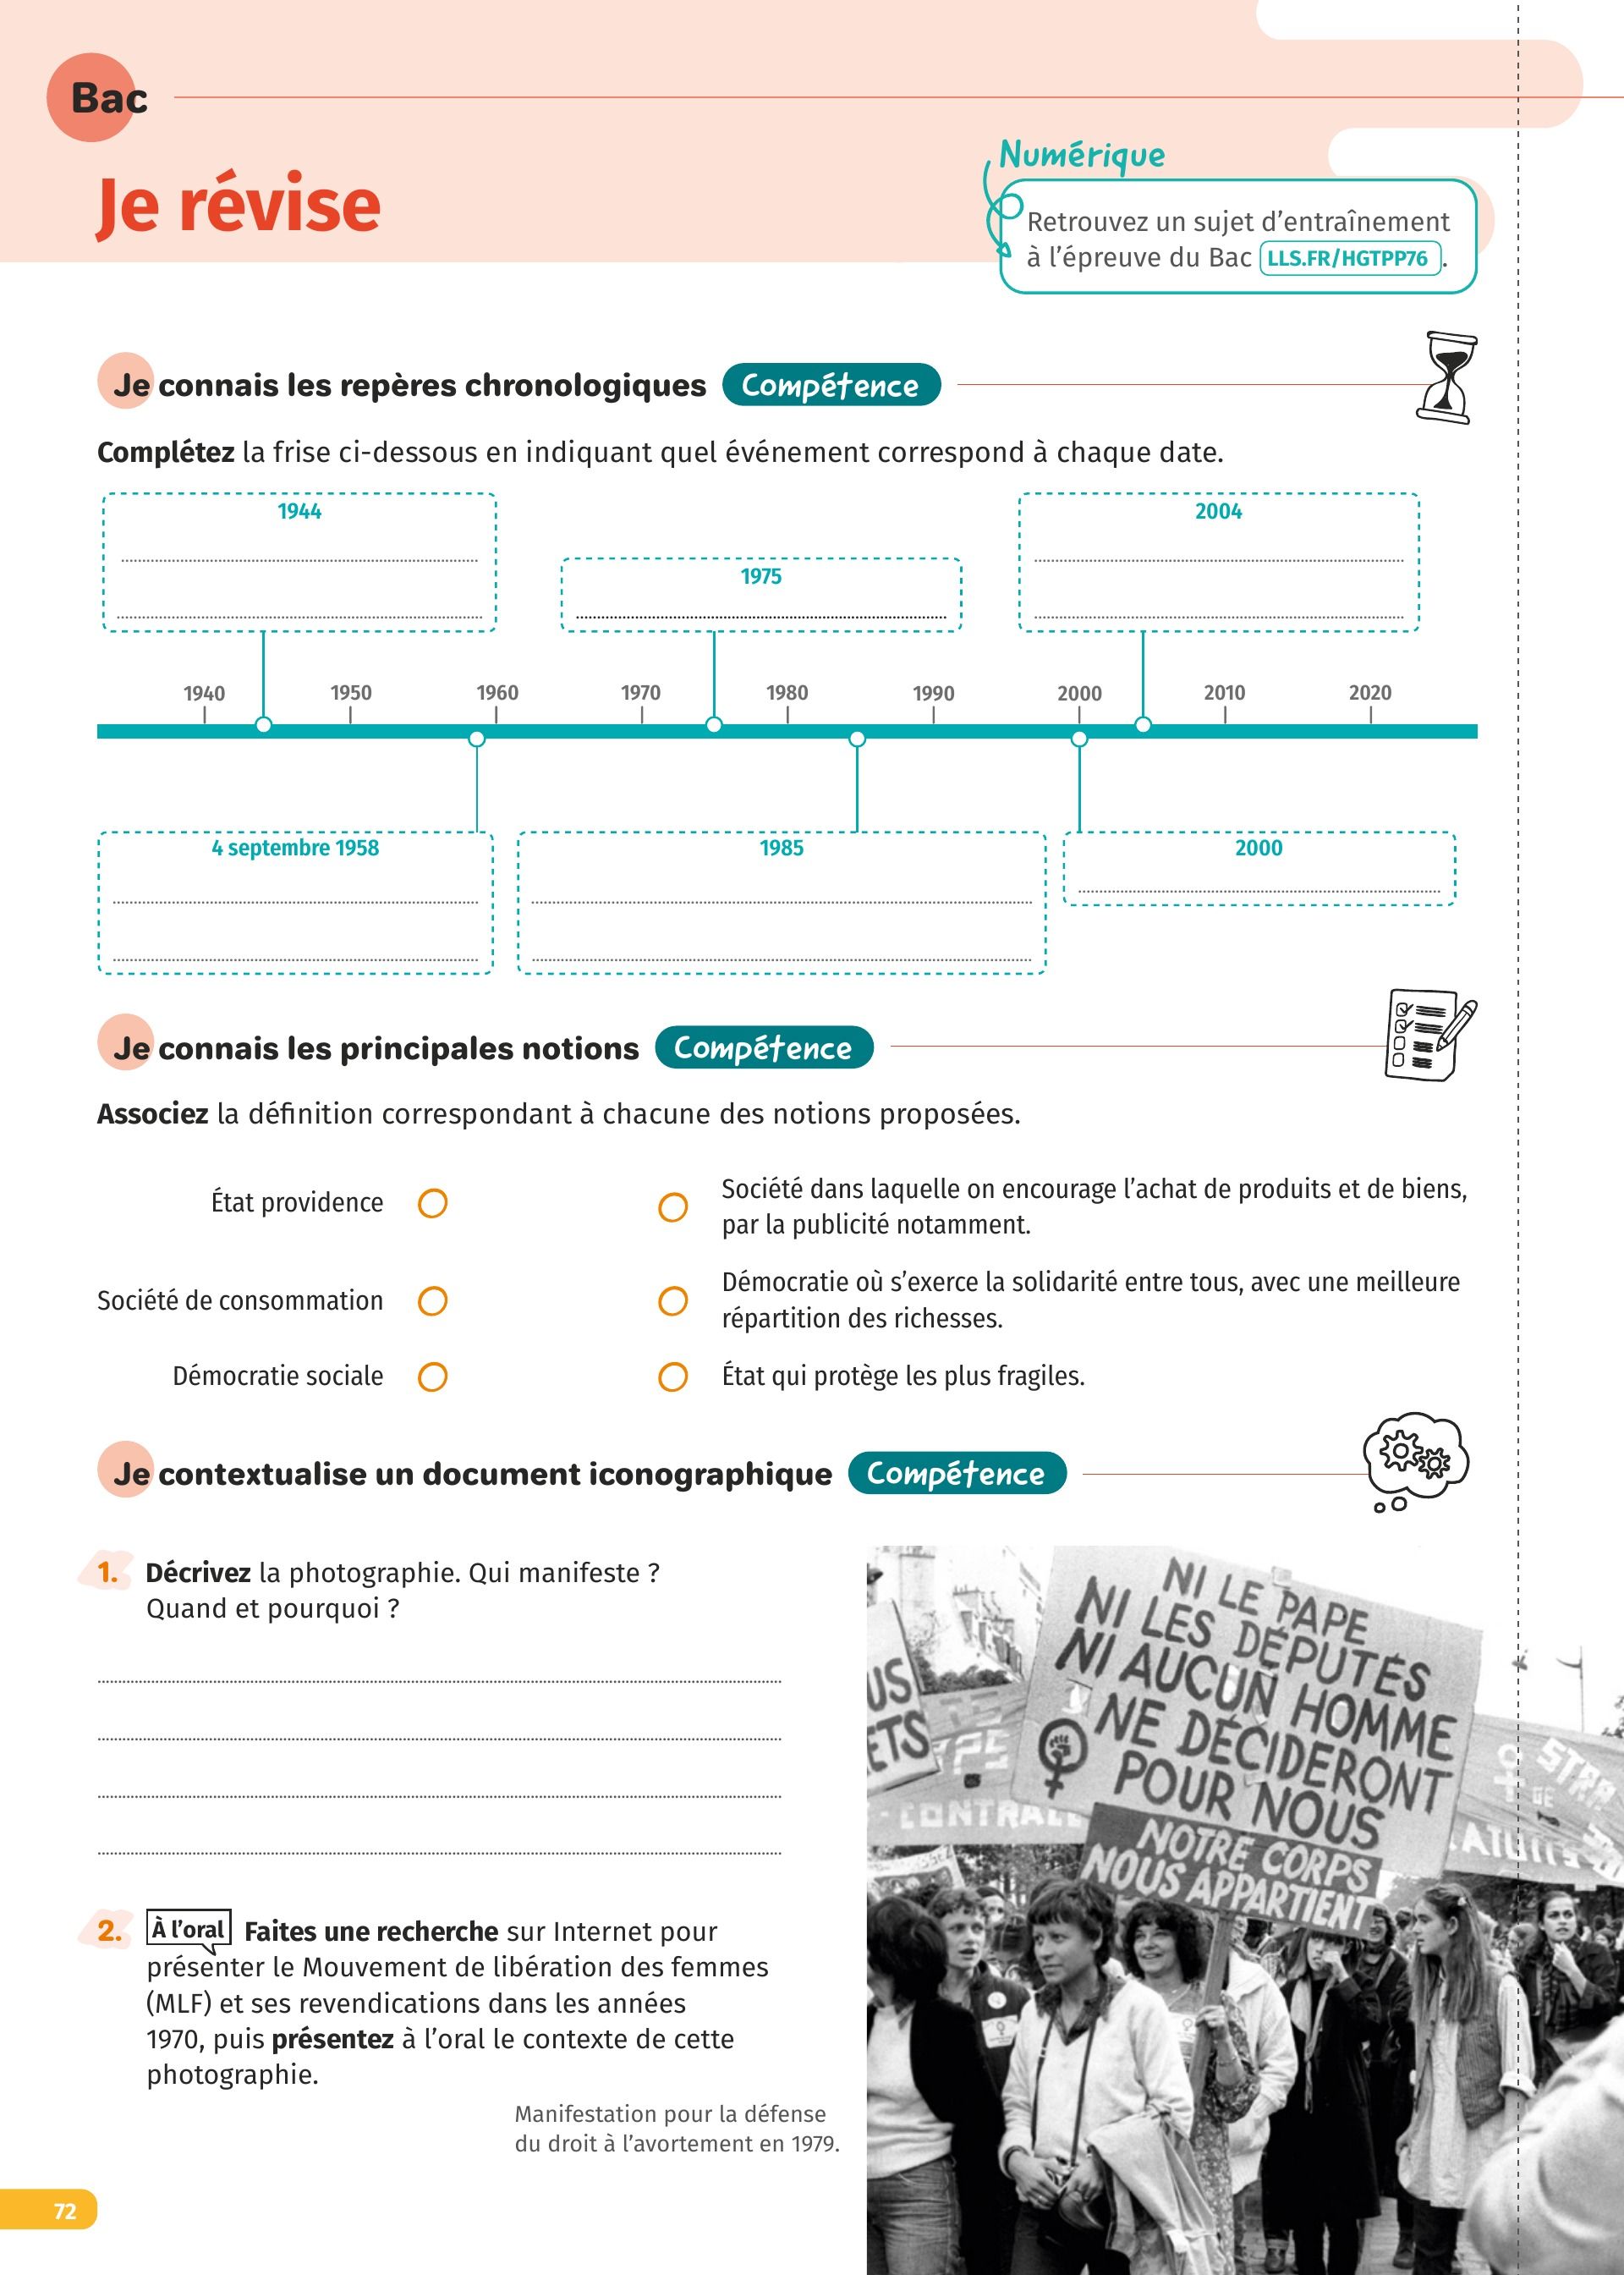 Bac
Je révise
Numérique
Retrouvez un sujet d’entraînement
à l’épreuve du Bac LLS.FR/HGTPP76 .
Je connais les repères chronologiques Compétence
Complétez la frise ci-dessous en indiquant quel événement correspond à chaque date.
1944
1975
2004
1940 1950 1960 1970 1980 1990 2000 2010 2020
4 septembre 1958
1985
2000
Je connais les principales notions Compétence
Associez la définition correspondant à chacune des notions proposées.
État providence
Société dans laquelle on encourage l’achat de produits et de biens,
par la publicité notamment.
Société de consommation
Démocratie où s’exerce la solidarité entre tous, avec une meilleure
répartition des richesses.
Démocratie sociale
État qui protège les plus fragiles.
Je contextualise un document iconographique Compétence
1. Décrivez la photographie. Qui manifeste ?
Quand et pourquoi ?
2. À l’oral Faites une recherche sur Internet pour
présenter le Mouvement de libération des femmes
(MLF) et ses revendications dans les années
1970, puis présentez à l’oral le contexte de cette
photographie.
Manifestation pour la défense
du droit à l’avortement en 1979.
NI LE PAPE
NI LES DÉPUTÉS
NI AUCUN HOMME
NE DÉCIDERONT
POUR NOUS
NOTRE CORPS
NOUS APPARTIENT
72